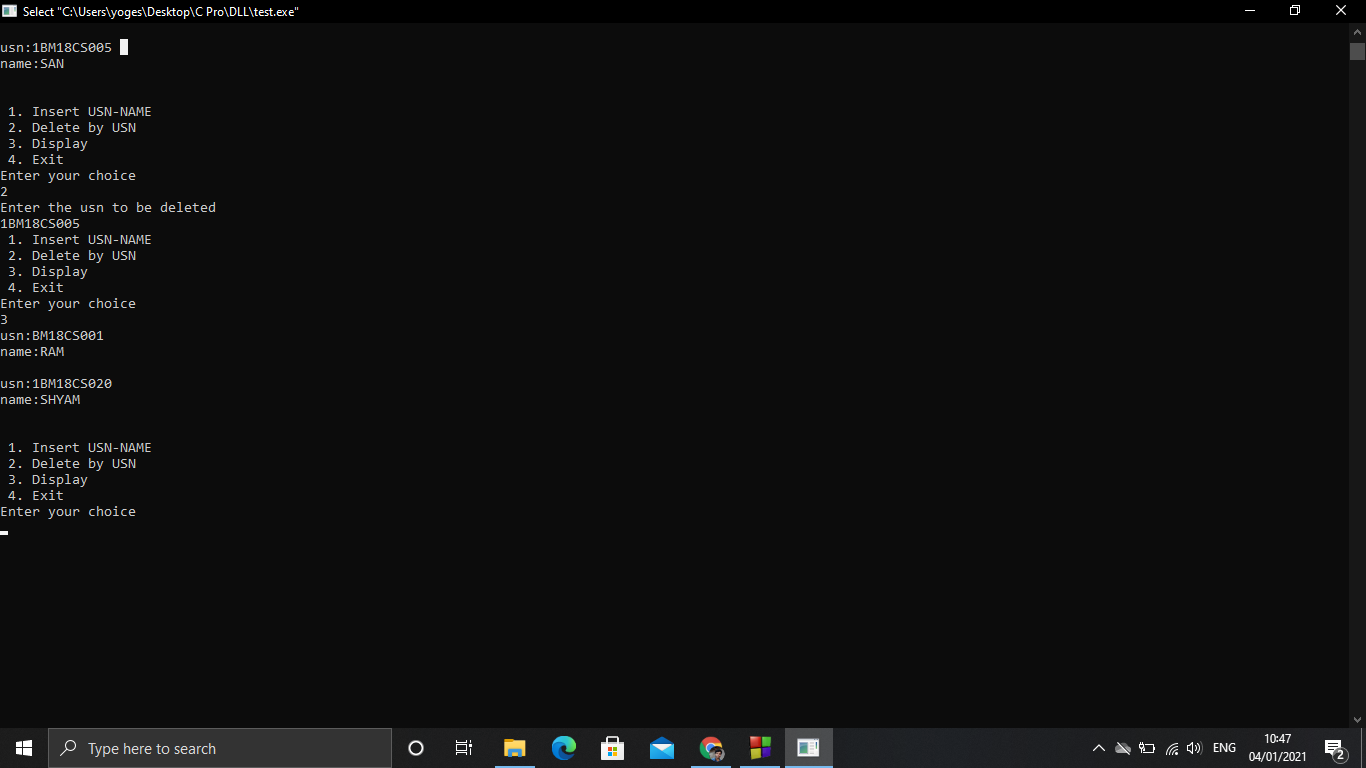 Select "C:\Users\yoges\Desktop\C Pro\DLL\test.exe"
usn:1BM18CS005
name:SAN
1. Insert USN-NAME
2. Delete by USN
3. Display
4. Exit
Enter your choice
2
Enter the usn to be deleted
1BM18CS005
1. Insert USN-NAME
2. Delete by USN
3. Display
4. Exit
Enter your choice
3
usn:BM18CS001
name:RAM
usn:1BM18CS020
name:SHYAM
1. Insert USN-NAME
2. Delete by USN
3. Display
4. Exit
Enter your choice
Type here to search
ENG
10:47
04/01/2021
2